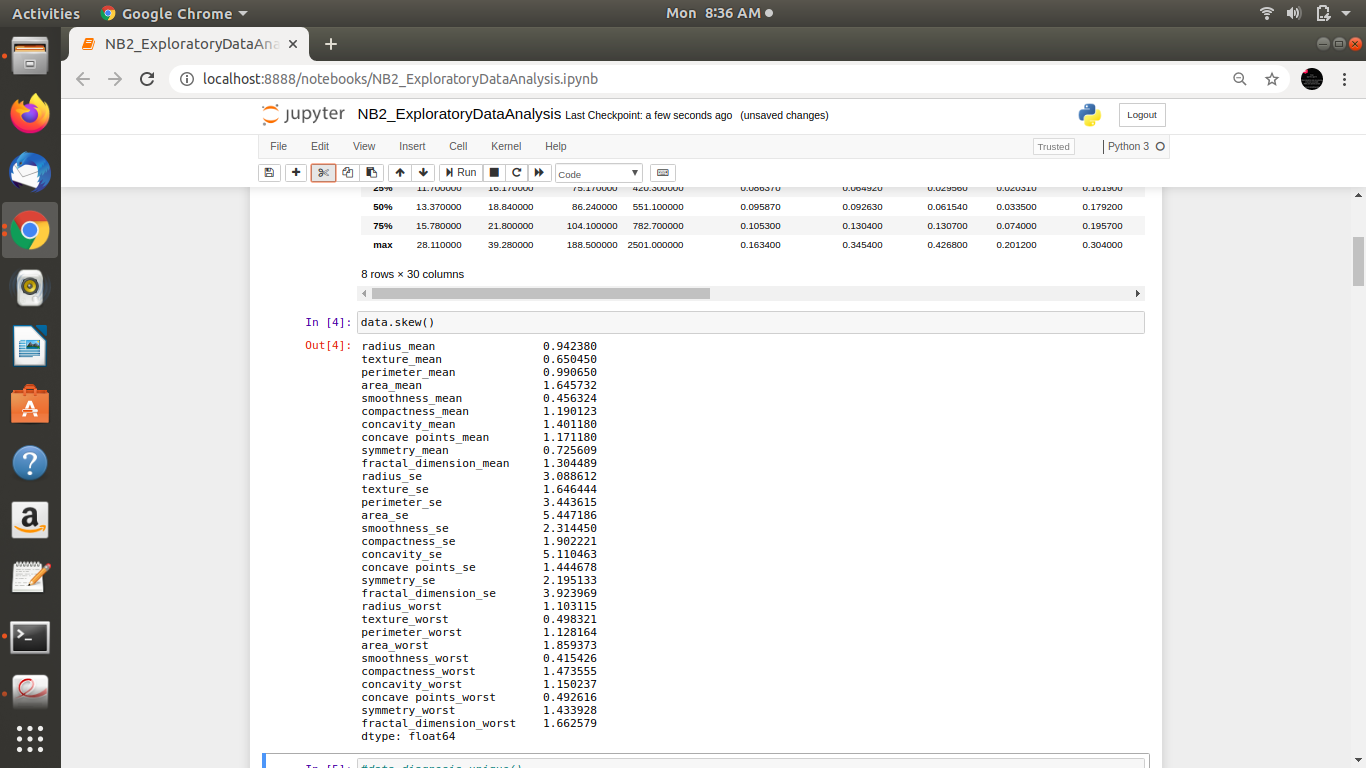 Activities Google Chrome Mon 8:36 AM
NB2_ExploratoryDataAna
localhost:8888/notebooks/NB2_ExploratoryDataAnalysis.ipynb
jupyter NB2_ExploratoryDataAnalysis Last Checkpoint: a few seconds ago (unsaved changes) Logout
File Edit View Insert Cell Kernel Help Trusted Python 3
Run Code
25% 11.700000 16.170000 75.170000 420.300000 0.086370 0.064920 0.029560 0.020310 0.161900
50% 13.370000 18.840000 86.240000 551.100000 0.095870 0.092630 0.061540 0.033500 0.179200
75% 15.780000 21.800000 104.100000 782.700000 0.105300 0.130400 0.130700 0.074000 0.195700
max 28.110000 39.280000 188.500000 2501.000000 0.163400 0.345400 0.426800 0.201200 0.304000
8 rows × 30 columns
In [4]: data.skew()
Out[4]: radius_mean 0.942380
texture_mean 0.650450
perimeter_mean 0.990650
area_mean 1.645732
smoothness_mean 0.456324
compactness_mean 1.190123
concavity_mean 1.401180
concave points_mean 1.171180
symmetry_mean 0.725609
fractal_dimension_mean 1.304489
radius_se 3.088612
texture_se 1.646444
perimeter_se 3.443615
area_se 5.447186
smoothness_se 2.314450
compactness_se 1.902221
concavity_se 5.110463
concave points_se 1.444678
symmetry_se 2.195133
fractal_dimension_se 3.923969
radius_worst 1.103115
texture_worst 0.498321
perimeter_worst 1.128164
area_worst 1.859373
smoothness_worst 0.415426
compactness_worst 1.473555
concavity_worst 1.150237
concave points_worst 0.492616
symmetry_worst 1.433928
fractal_dimension_worst 1.662579
dtype: float64
In [5]: #data.diagnosis.unique()